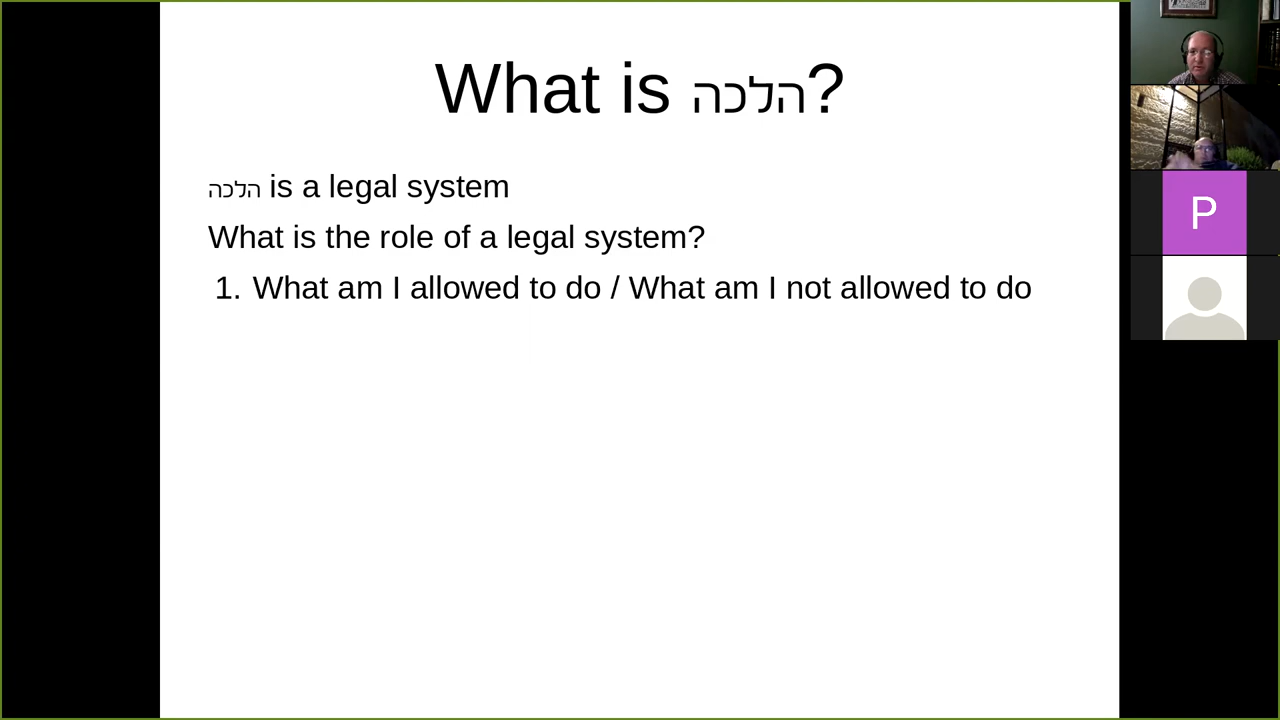 What is הלכה?
הלכה is a legal system
What is the role of a legal system?
1. What am I allowed to do / What am I not allowed to do
P